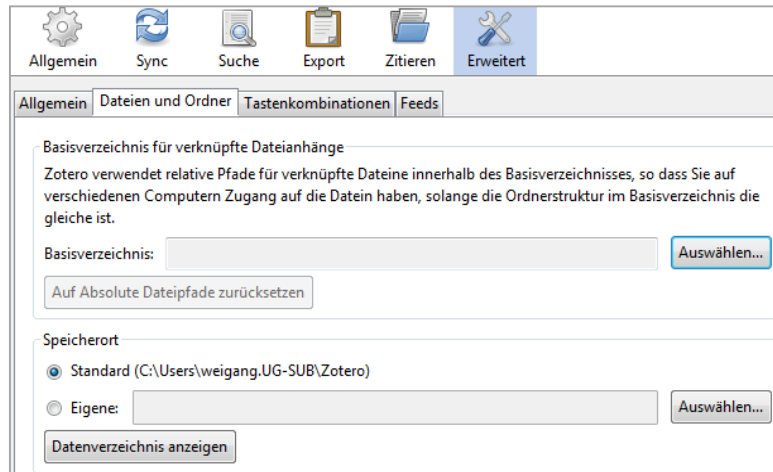 Allgemein Sync Suche Export Zitieren Erweitert
Allgemein Dateien und Ordner Tastenkombinationen Feeds
Basisverzeichnis für verknüpfte Dateianhänge
Zotero verwendet relative Pfade für verknüpfte Dateine innerhalb des Basisverzeichnisses, so dass Sie auf
verschiedenen Computern Zugang auf die Datein haben, solange die Ordnerstruktur im Basisverzeichnis die
gleiche ist.
Basisverzeichnis: Auswählen...
Auf Absolute Dateipfade zurücksetzen
Speicherort
Standard (C:\Users\weigang.UG-SUB\Zotero)
Eigene: Auswählen...
Datenverzeichnis anzeigen